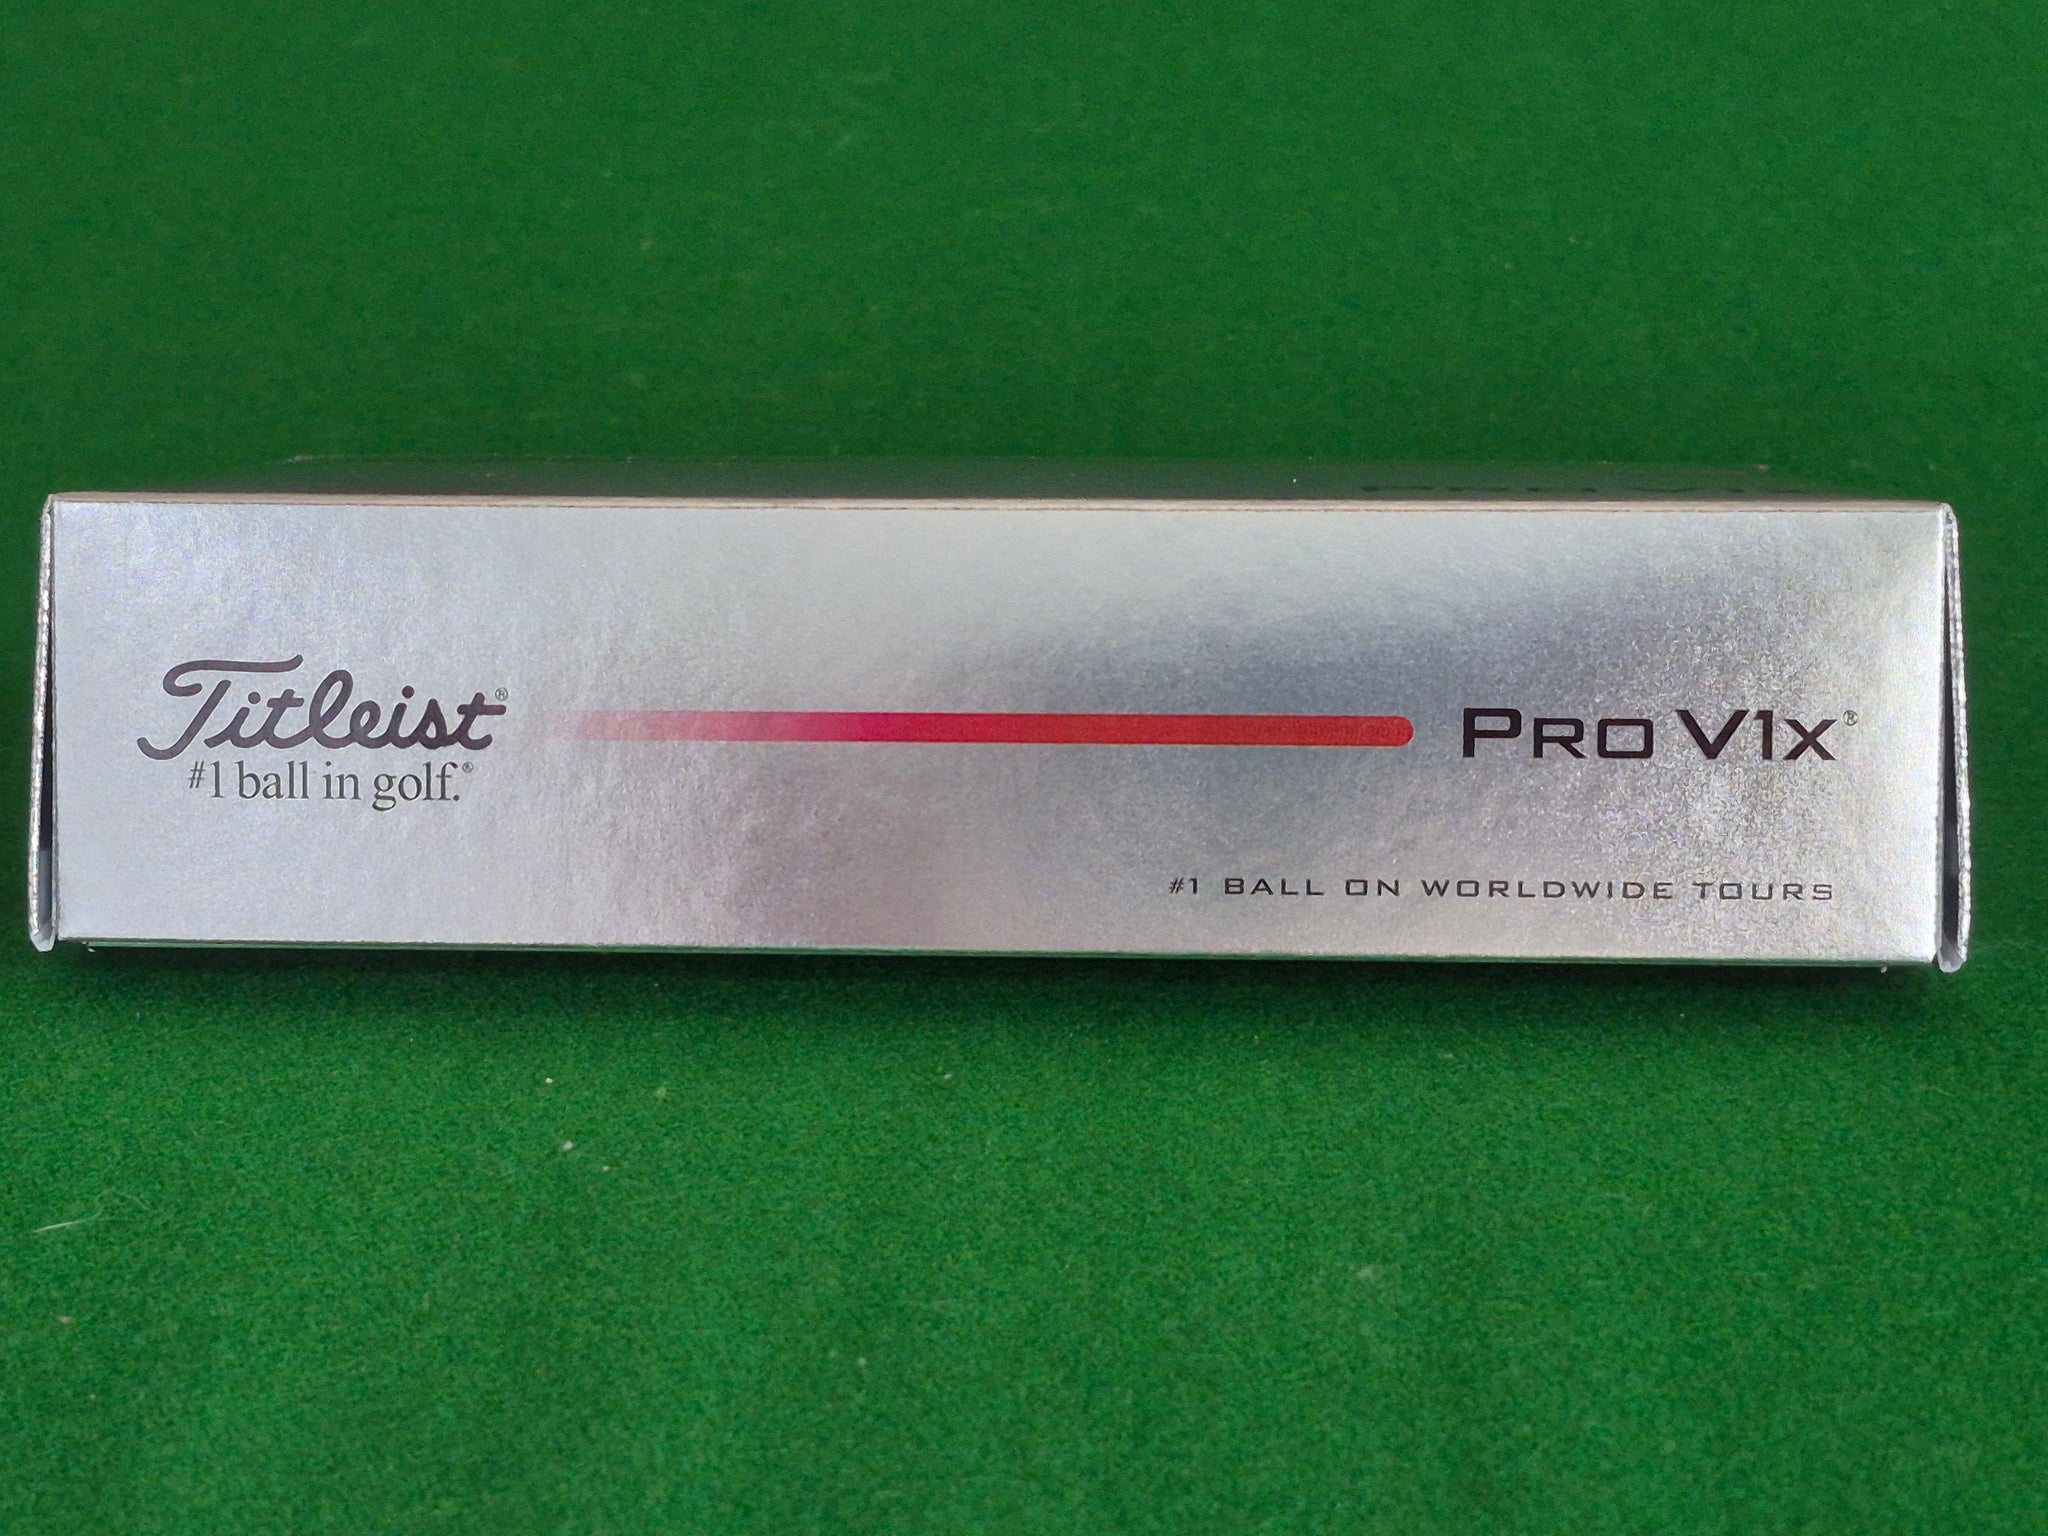 Titleist®
#1 ball in golf.®
PRO V1x®
#1 BALL ON WORLDWIDE TOURS